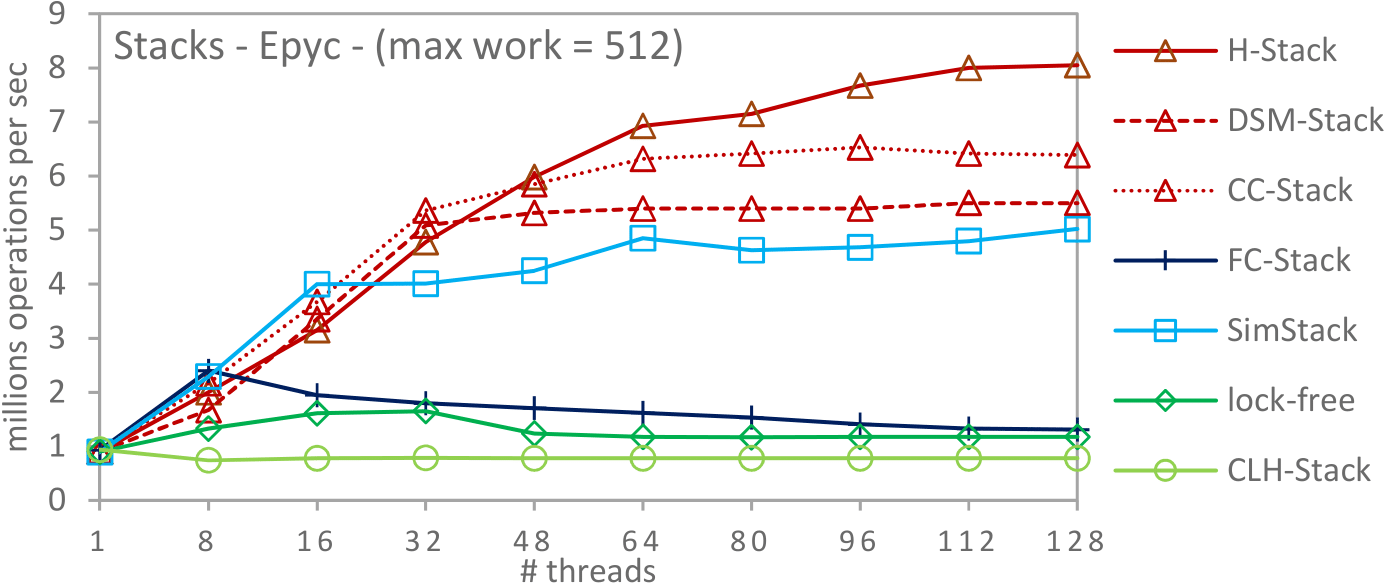 Stacks - Epyc - (max work = 512)
millions operations per sec
9
8
7
6
5
4
3
2
1
0
1 8 16 32 48 64 80 96 112 128
# threads
H-Stack
DSM-Stack
CC-Stack
FC-Stack
SimStack
lock-free
CLH-Stack